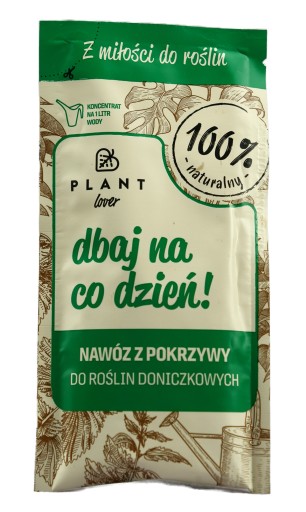 Z miłości do roślin
KONCENTRAT
NA 1 LITR
WODY
100%
naturalny
PLANT
lover
dbaj na
co dzień!
NAWÓZ Z POKRZYWY
DO ROŚLIN DONICZKOWYCH